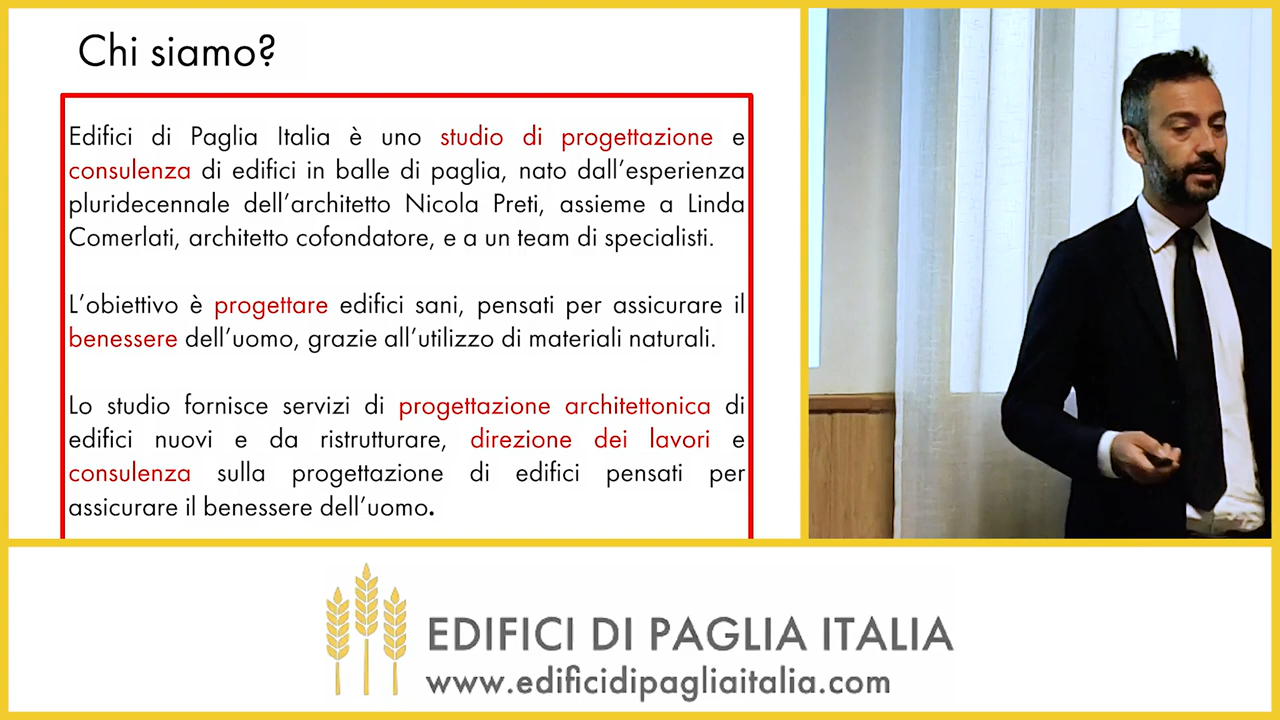 Chi siamo?
Edifici di Paglia Italia è uno studio di progettazione e
consulenza di edifici in balle di paglia, nato dall'esperienza
pluridecennale dell'architetto Nicola Preti, assieme a Linda
Comerlati, architetto cofondatore, e a un team di specialisti.
L'obiettivo è progettare edifici sani, pensati per assicurare il
benessere dell'uomo, grazie all'utilizzo di materiali naturali.
Lo studio fornisce servizi di progettazione architettonica di
edifici nuovi e da ristrutturare, direzione dei lavori e
consulenza sulla progettazione di edifici pensati per
assicurare il benessere dell'uomo.
EDIFICI DI PAGLIA ITALIA
www.edificidipagliaitalia.com